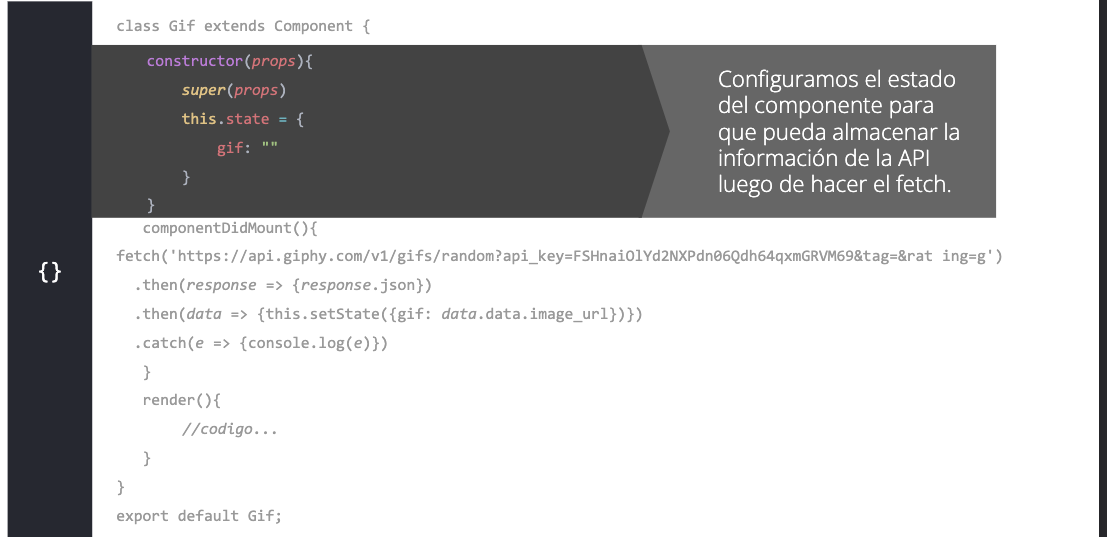 class Gif extends Component {
constructor(props){
super(props)
this.state = {
gif: ""
}
}
Configuramos el estado
del componente para
que pueda almacenar la
información de la API
luego de hacer el fetch.
componentDidMount(){
fetch('https://api.giphy.com/v1/gifs/random?api_key=FSHnaiOlYd2NXPdn06Qdh64qxmGRVM69&tag=&rat ing=g')
.then(response => {response.json})
.then(data => {this.setState({gif: data.data.image_url})})
.catch(e => {console.log(e)})
}
render(){
//codigo...
}
}
export default Gif;
{}